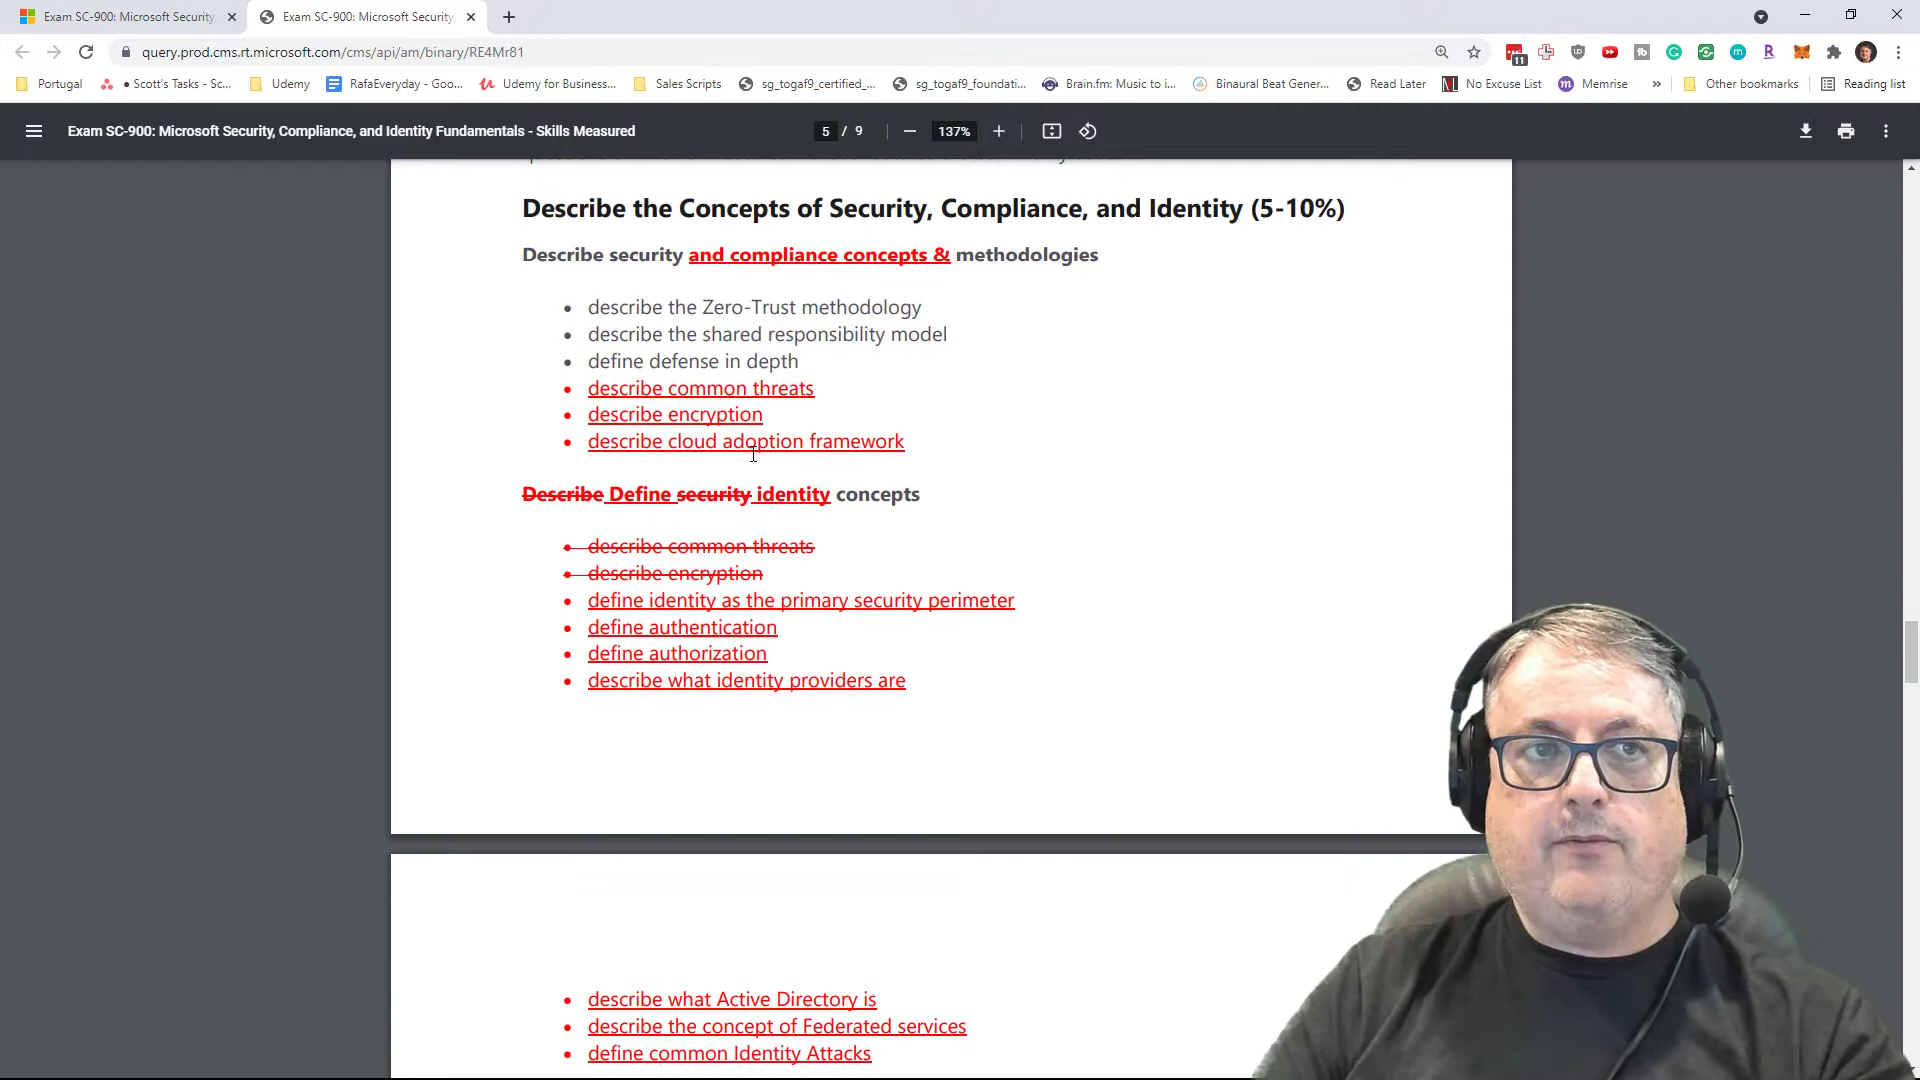 Exam SC-900: Microsoft Security
Exam SC-900: Microsoft Security,
query.prod.cms.rt.microsoft.com/cms/api/am/binary/RE4Mr81
11
Portugal
Scott's Tasks - Sc...
Udemy
RafaEveryday - Goo...
Udemy for Business...
Sales Scripts
sg_togaf9_certified_...
sg_togaf9_foundati...
Brain.fm: Music to i...
Binaural Beat Gener...
Read Later
No Excuse List
Memrise
»
Other bookmarks
Reading list
Exam SC-900: Microsoft Security, Compliance, and Identity Fundamentals - Skills Measured
5 / 9
137%
Describe the Concepts of Security, Compliance, and Identity (5-10%)
Describe security and compliance concepts & methodologies
• describe the Zero-Trust methodology
• describe the shared responsibility model
• define defense in depth
• describe common threats
• describe encryption
• describe cloud adoption framework
Describe Define security identity concepts
• describe common threats
• describe encryption
• define identity as the primary security perimeter
• define authentication
• define authorization
• describe what identity providers are
• describe what Active Directory is
• describe the concept of Federated services
• define common Identity Attacks